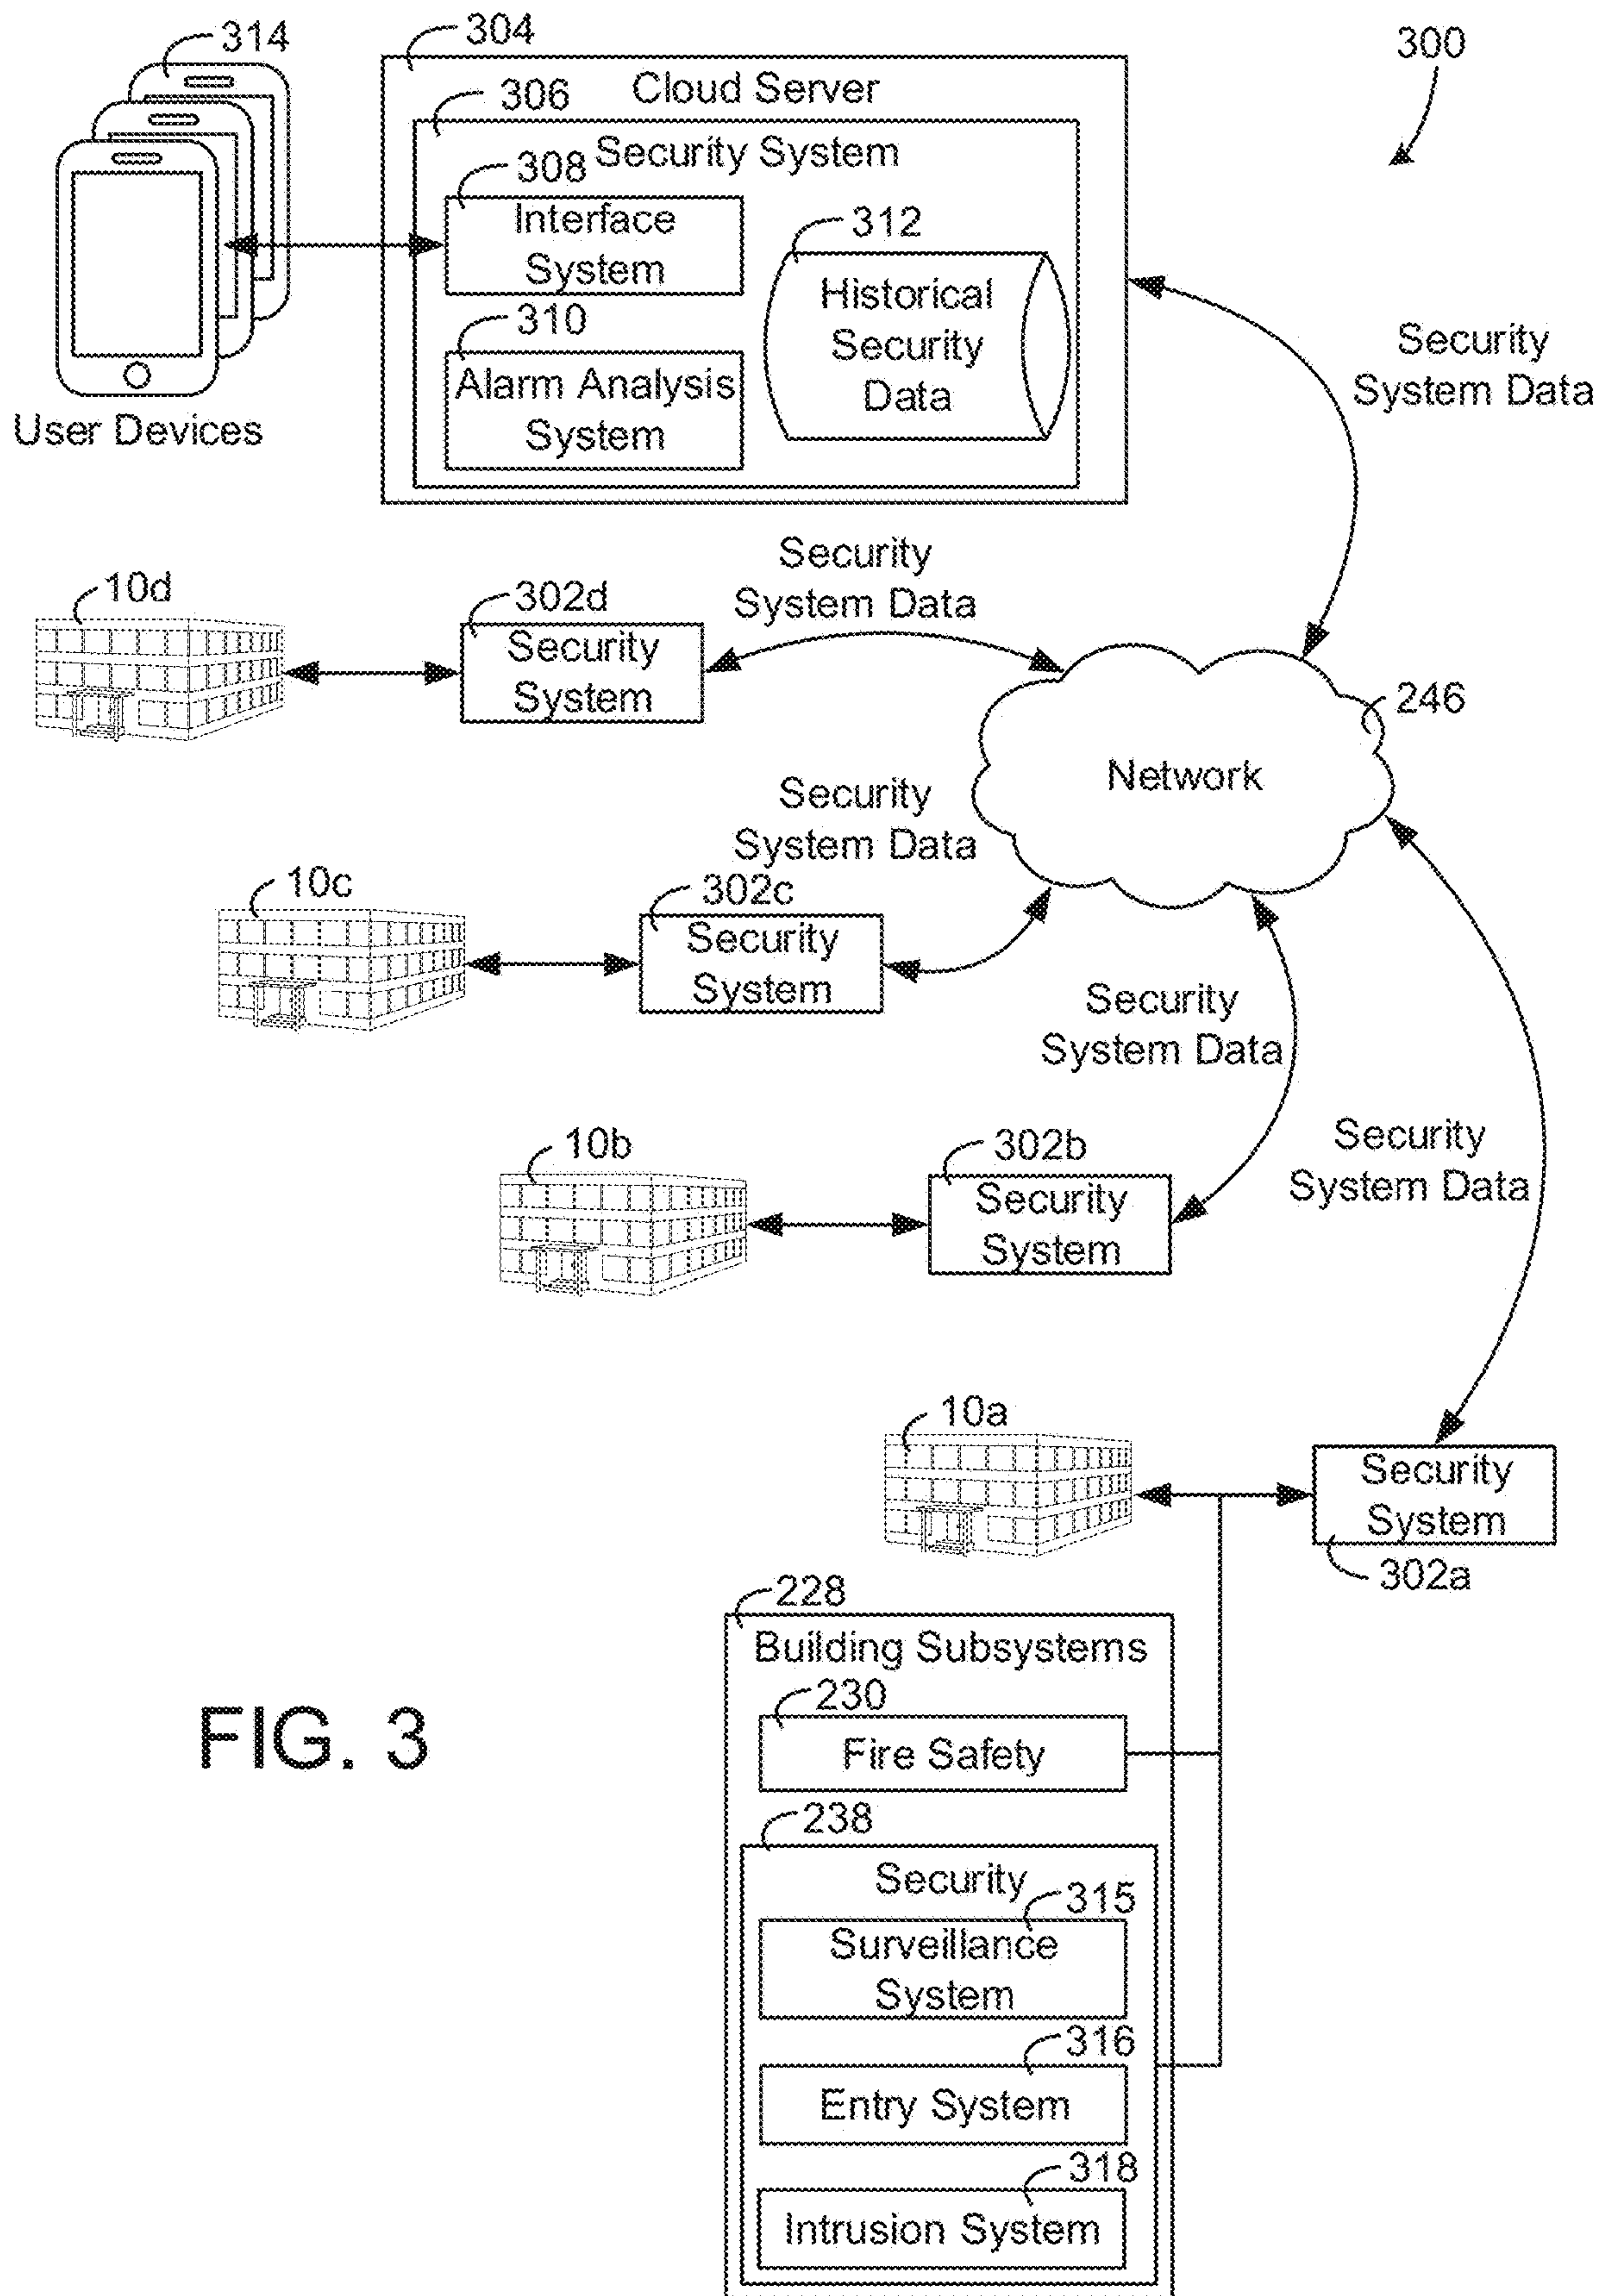 314
304
300
Cloud Server
306
Security System
308
Interface
System
312
Historical
Security
Data
310
Alarm Analysis
System
User Devices
Security
System Data
Security
System Data
10d
302d
Security
System
246
Network
Security
System Data
10c
302c
Security
System
Security
System Data
10b
302b
Security
System
Security
System Data
10a
Security
System
302a
228
Building Subsystems
230
Fire Safety
FIG. 3
238
Security
315
Surveillance
System
316
Entry System
318
Intrusion System